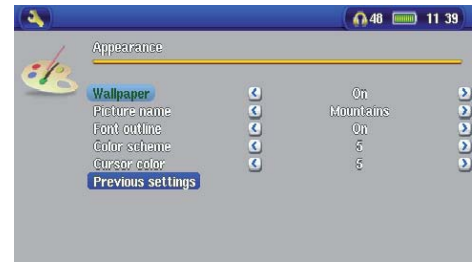 48 11 39
Appearance
Wallpaper On
Picture name Mountains
Font outline On
Color scheme 5
Cursor color 5
Previous settings